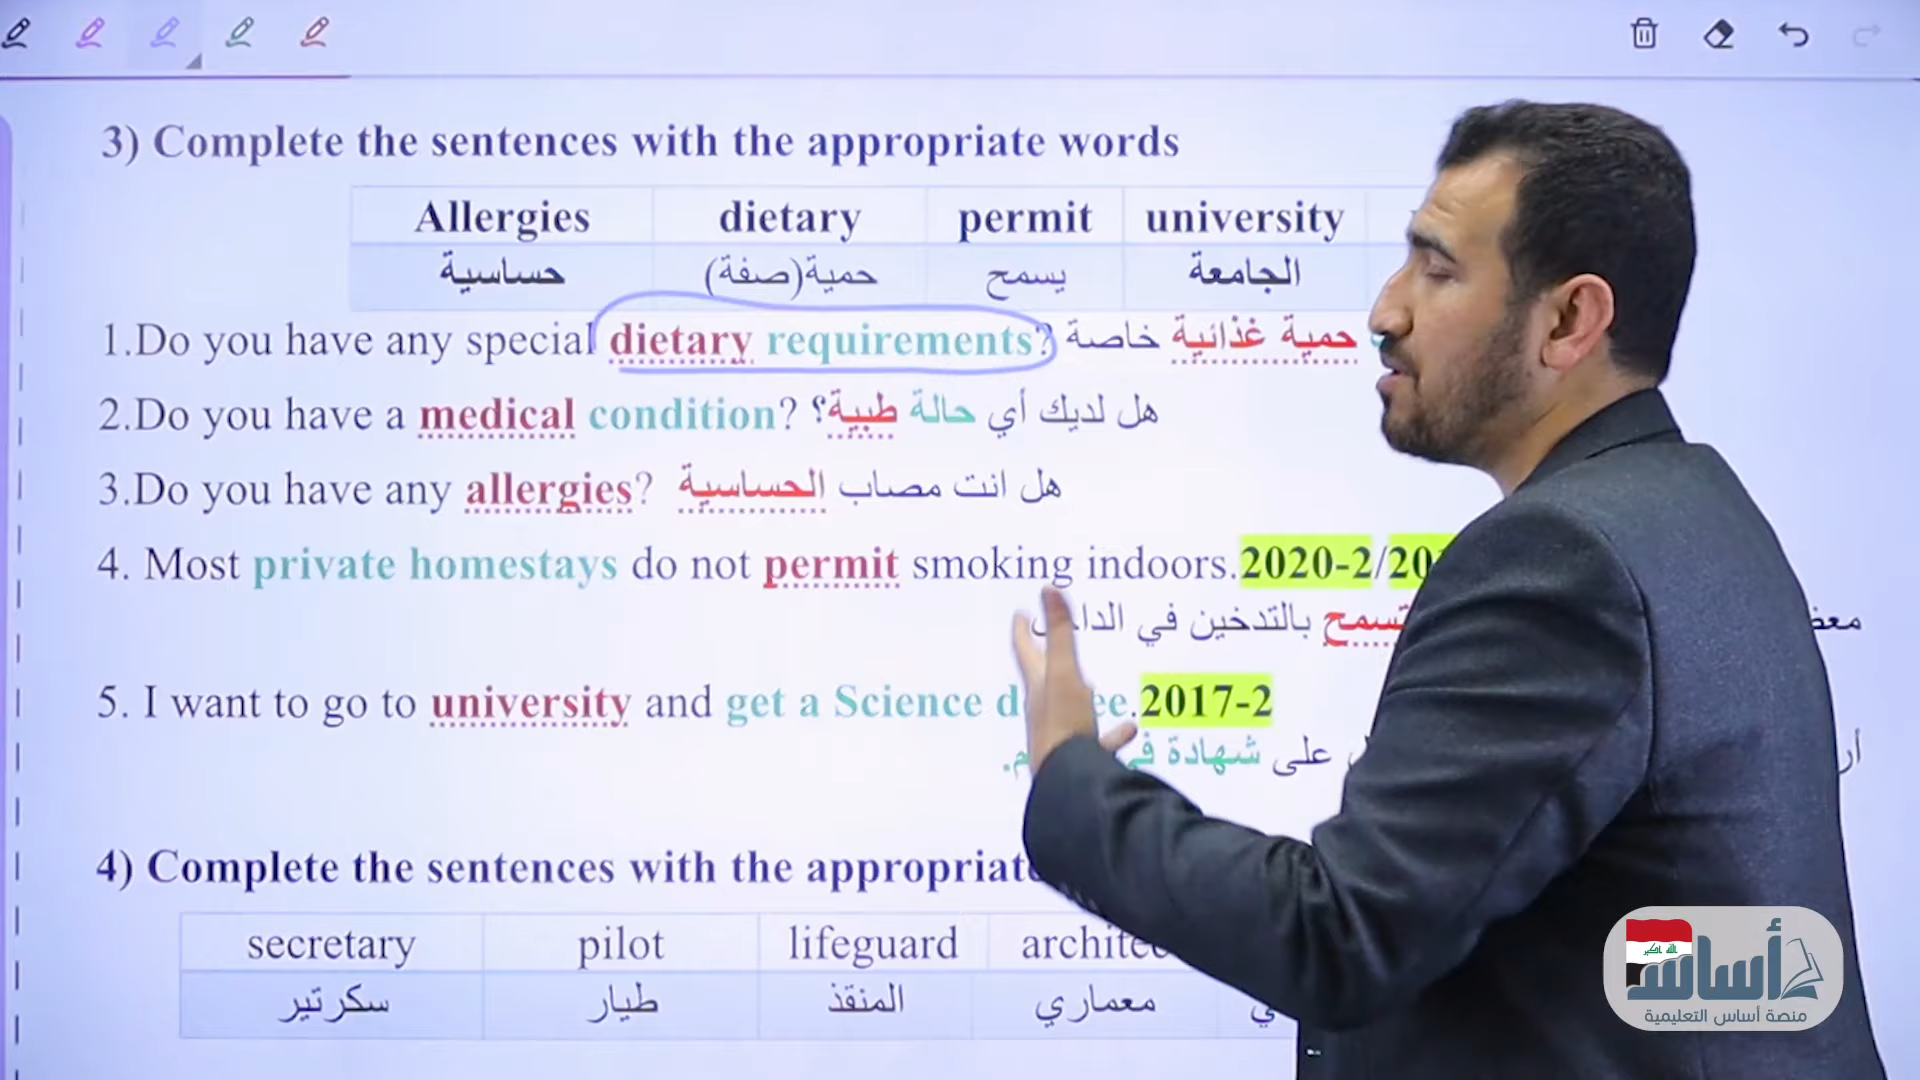 3) Complete the sentences with the appropriate words
Allergies dietary permit university
حساسية حمية(صفة) يسمح الجامعة
1.Do you have any special dietary requirements? حمية غذائية خاصة
2.Do you have a medical condition? هل لديك أي حالة طبية؟
3.Do you have any allergies? هل انت مصاب الحساسية
4. Most private homestays do not permit smoking indoors.2020-2/
تسمح بالتدخين في
5. I want to go to university and get a Science 2017-2
على شهادة
4) Complete the sentences with the
secretary pilot lifeguard
سكرتير طيار المنقذ معماري
أساس
منصة أساس التعليمية